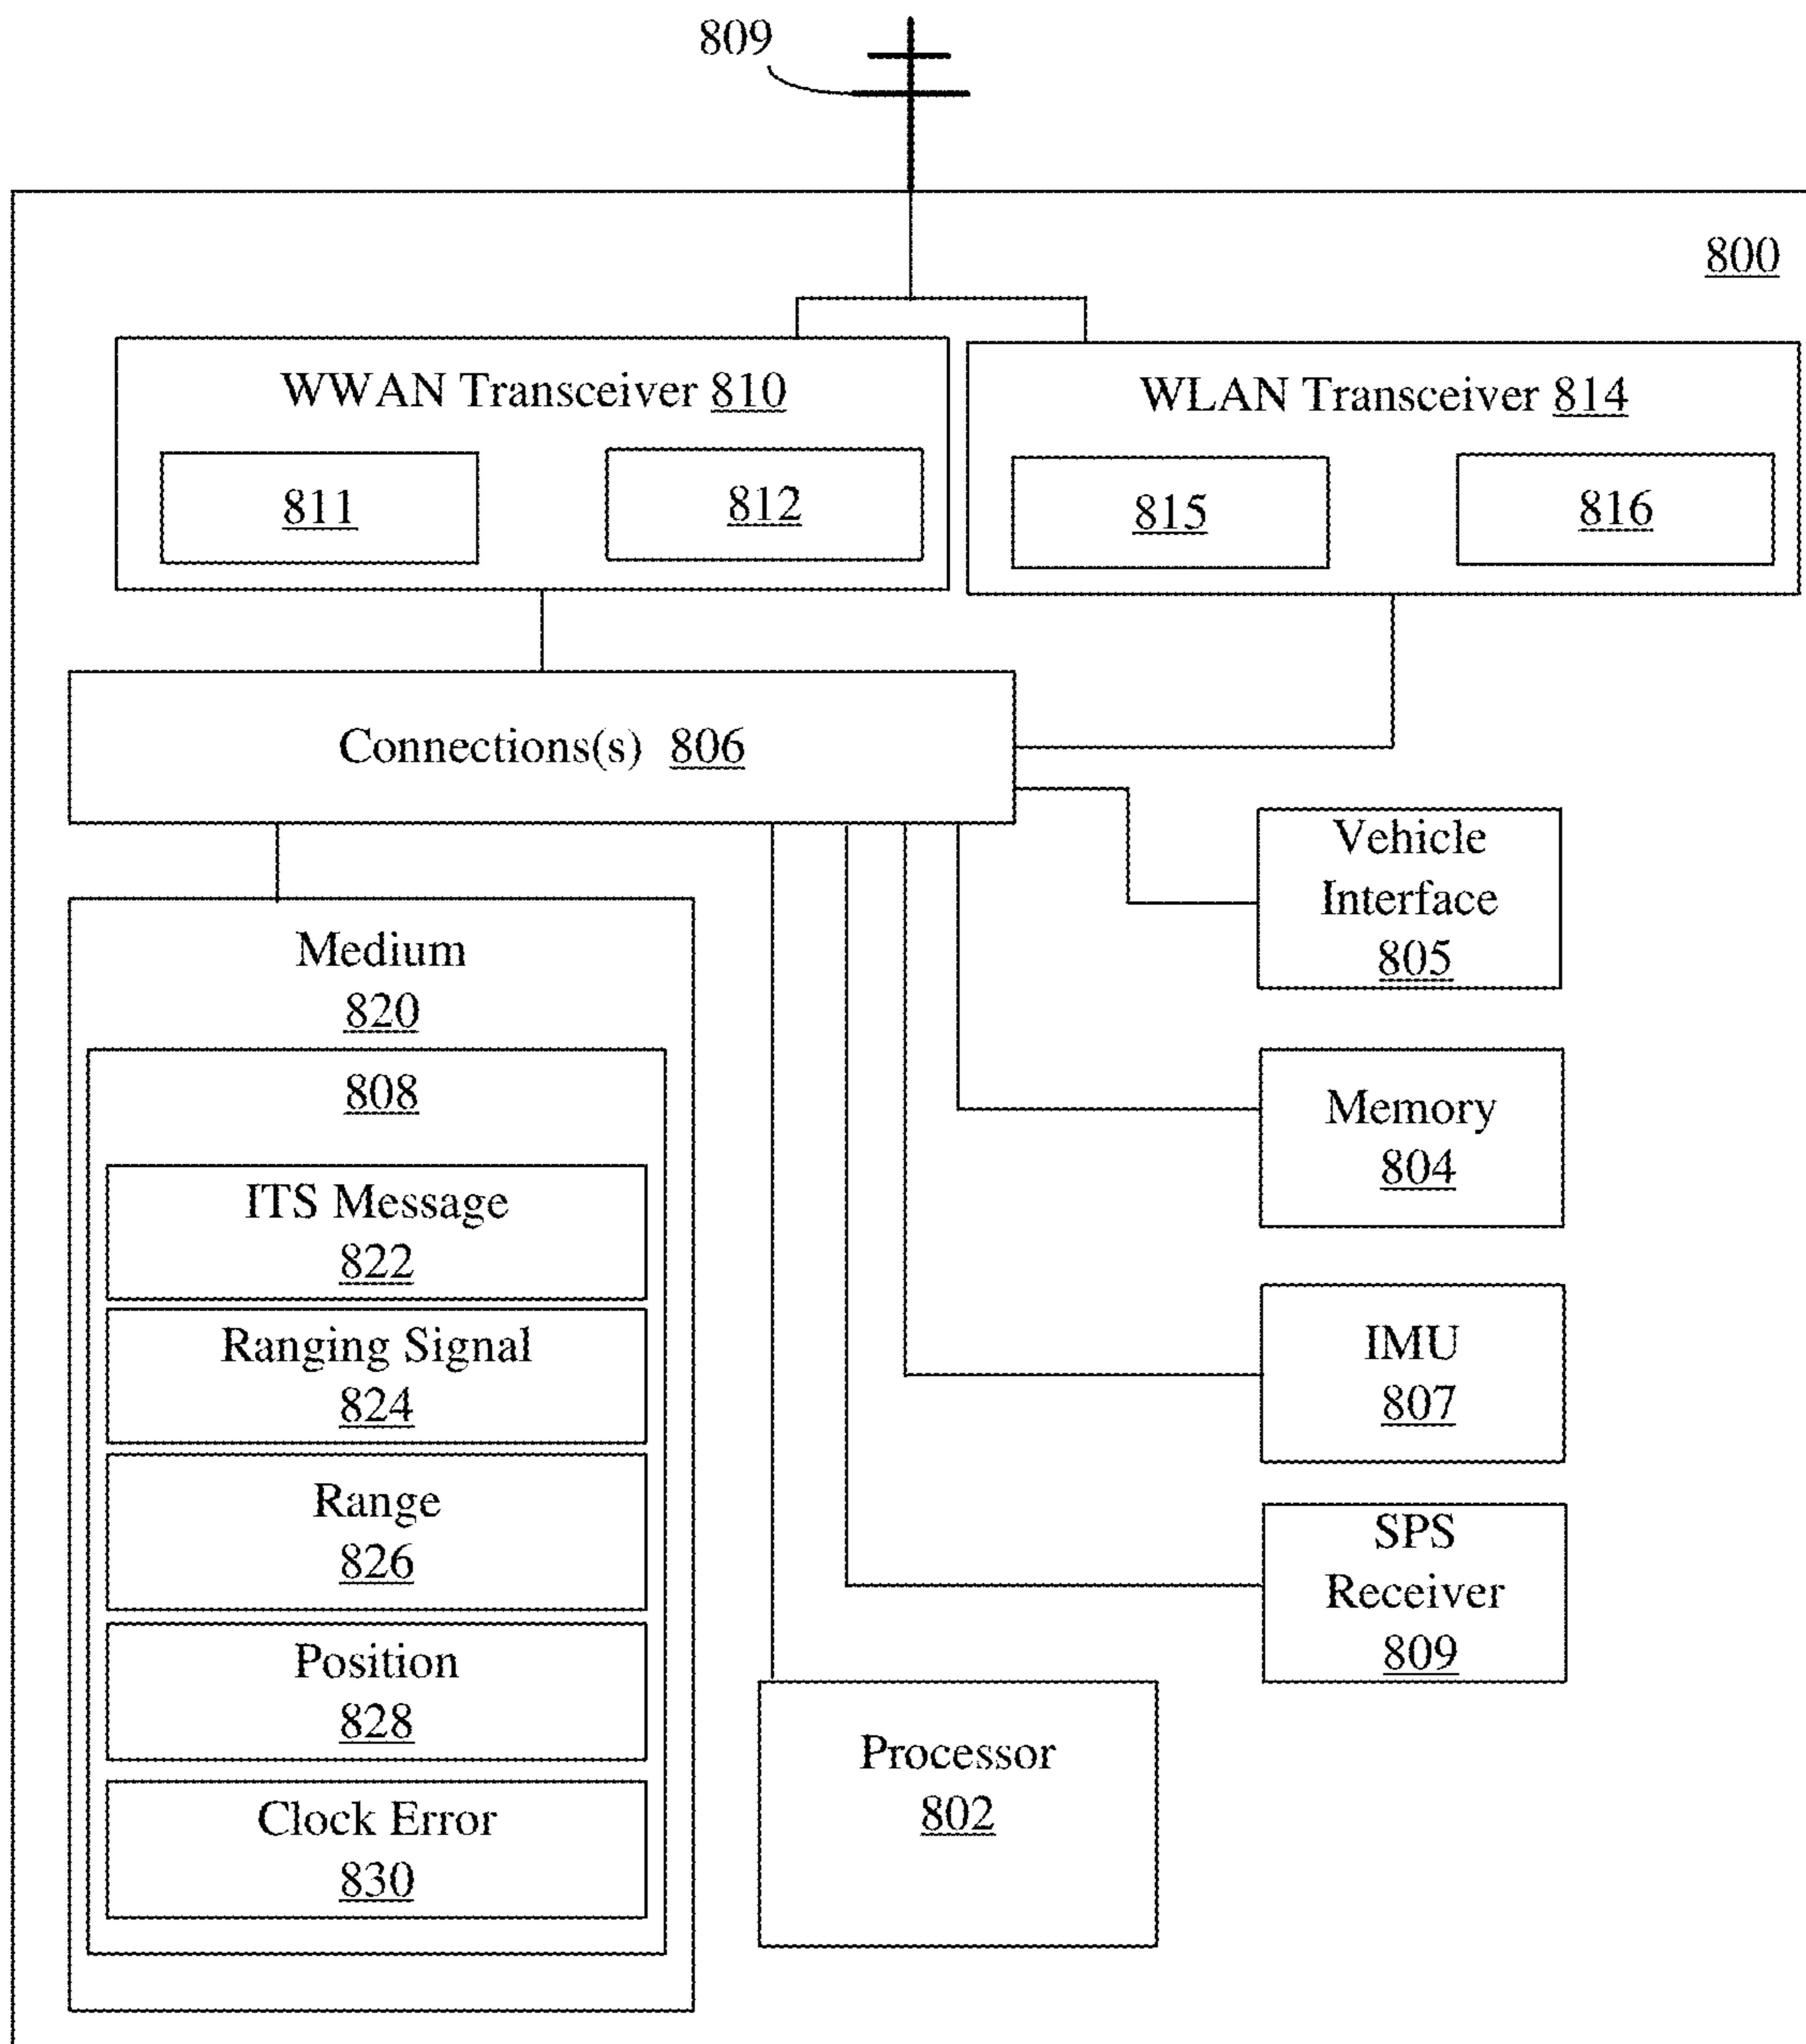 809
800
WWAN Transceiver 810
811
812
WLAN Transceiver 814
815
816
Connections(s) 806
Vehicle
Interface
805
Medium
820
808
ITS Message
822
Ranging Signal
824
Range
826
Position
828
Clock Error
830
Memory
804
IMU
807
SPS
Receiver
809
Processor
802